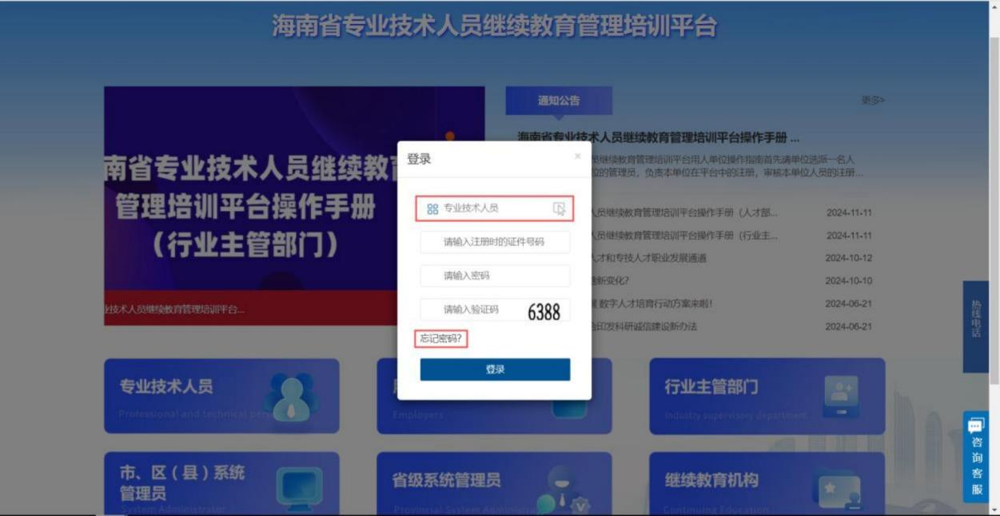 海南省专业技术人员继续教育管理培训平台
通知公告
更多>
南省专业技术人员继续教
管理培训平台操作手册
（行业主管部门）
业技术人员继续教育管理培训平台...
海南省专业技术人员继续教育管理培训平台操作手册 ...
员继续教育管理培训平台用人单位操作指南首先请单位选派一名人
位的管理员，负责本单位在平台中的注册，审核本单位人员的注册...
人员继续教育管理培训平台操作手册（人才部...
2024-11-11
人员继续教育管理培训平台操作手册（行业主...
2024-11-11
人才和专技人才职业发展通道
2024-10-12
新变化?
2024-10-10
数字人才培育行动方案来啦!
2024-06-21
印发科研诚信建设新办法
2024-06-21
登录
×
专业技术人员
请输入注册时的证件号码
请输入密码
请输入验证码
6388
忘记密码?
登录
专业技术人员
Professional and technical pers
Employers
行业主管部门
Industry supervisory department
市、区（县）系统
管理员
System Administrator
省级系统管理员
Provincial System Administra
继续教育机构
Continuing Education
热线电话
咨询客服